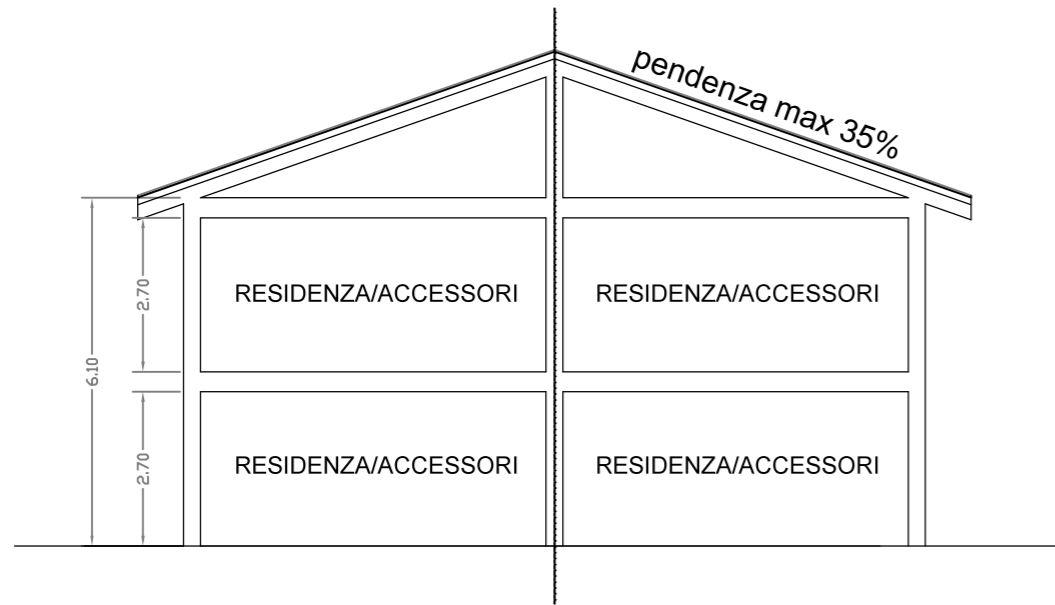 pendenza max 35%
2.70
RESIDENZA/ACCESSORI
RESIDENZA/ACCESSORI
6.10
2.70
RESIDENZA/ACCESSORI
RESIDENZA/ACCESSORI